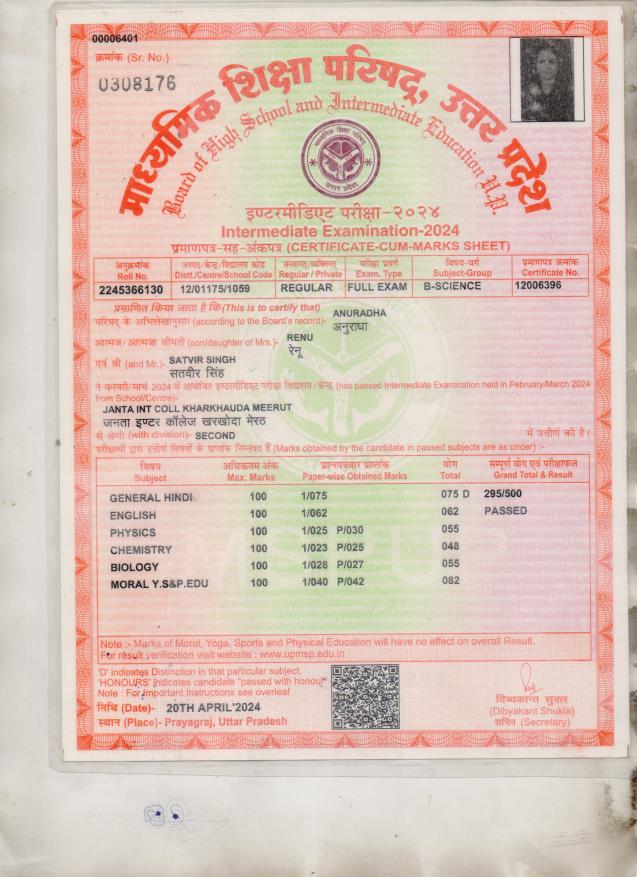 00006401
क्रमांक (Sr. No.)
0308176
माध्यमिक शिक्षा परिषद्, उत्तर प्रदेश
Board of High School and Intermediate Education U.P.
इण्टरमीडिएट परीक्षा-२०२४
Intermediate Examination-2024
प्रमाणपत्र-सह-अंकपत्र (CERTIFICATE-CUM-MARKS SHEET)
अनुक्रमांक जनपद/केन्द्र/विद्यालय कोड संस्थागत/व्यक्तिगत परीक्षा प्रवर्ग विषय-वर्ग प्रमाणपत्र क्रमांक
Roll No. Distt./Centre/School Code Regular / Private Exam. Type Subject-Group Certificate No.
2245366130 12/01175/1059 REGULAR FULL EXAM B-SCIENCE 12006396
प्रमाणित किया जाता है कि (This is to certify that)
ANURADHA
परिषद् के अभिलेखानुसार (according to the Board's record)- अनुराधा
RENU
आत्मज/आत्मजा श्रीमती (son/daughter of Mrs.)- रेनू
SATVIR SINGH
एवं श्री (and Mr.)- सतवीर सिंह
ने फरवरी/मार्च 2024 में आयोजित इण्टरमीडिएट परीक्षा विद्यालय/केन्द्र (has passed Intermediate Examination held in February/March 2024
from School/Centre)-
JANTA INT COLL KHARKHAUDA MEERUT
जनता इण्टर कॉलेज खरखोदा मेरठ
से श्रेणी (with division)- SECOND में उत्तीर्ण की है।
परीक्षार्थी द्वारा उत्तीर्ण विषयों के प्राप्तांक निम्नवत हैं (Marks obtained by the candidate in passed subjects are as under) :-
विषय अधिकतम अंक प्रश्नपत्रवार प्राप्तांक योग सम्पूर्ण योग एवं परीक्षाफल
Subject Max. Marks Paper-wise Obtained Marks Total Grand Total & Result
GENERAL HINDI 100 1/075 075 D 295/500
ENGLISH 100 1/062 062 PASSED
PHYSICS 100 1/025 P/030 055
CHEMISTRY 100 1/023 P/025 048
BIOLOGY 100 1/028 P/027 055
MORAL Y.S&P.EDU 100 1/040 P/042 082
Note :- Marks of Moral, Yoga, Sports and Physical Education will have no effect on overall Result.
For result verification visit website : www.upmsp.edu.in
'D' indicates Distinction in that particular subject,
'HONOURS' indicates candidate "passed with honour"
Note : For Important Instructions see overleaf
तिथि (Date)- 20TH APRIL'2024
स्थान (Place)- Prayagraj, Uttar Pradesh
दिव्यकान्त शुक्ल
(Dibyakant Shukla)
सचिव (Secretary)